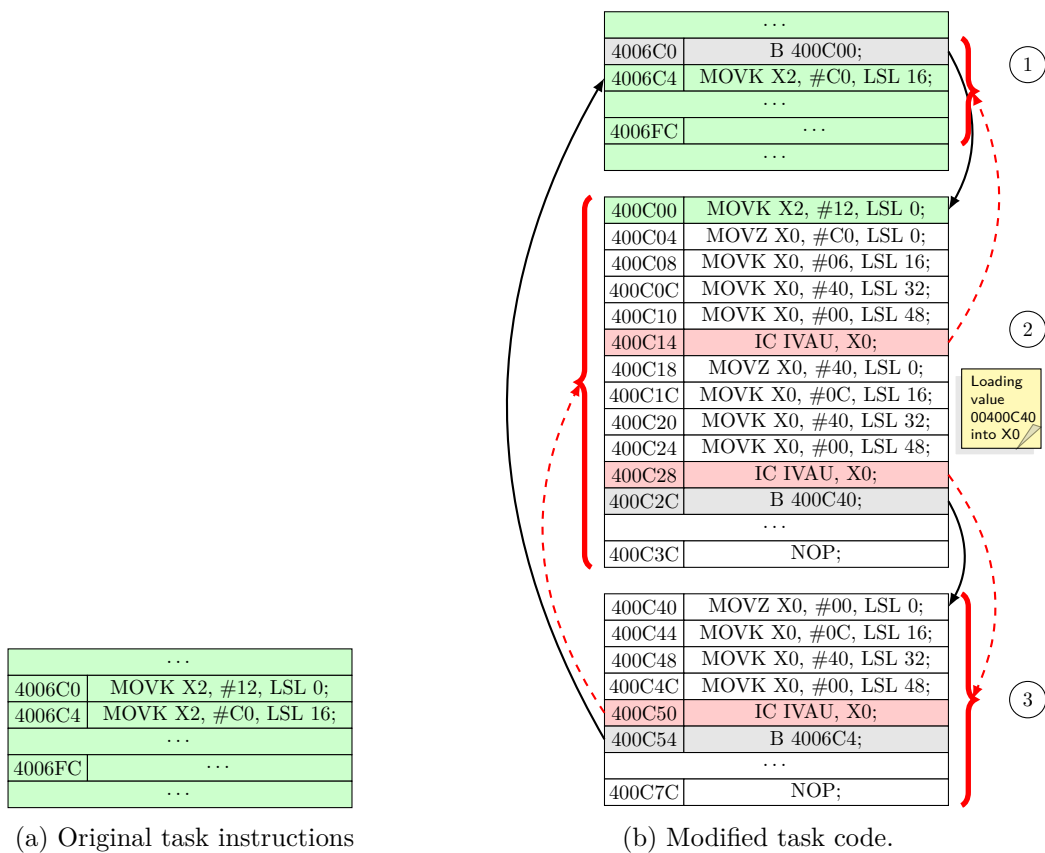 ...
4006C0 MOVK X2, #12, LSL 0;
4006C4 MOVK X2, #C0, LSL 16;
...
4006FC ...
...
(a) Original task instructions
...
4006C0 B 400C00;
4006C4 MOVK X2, #C0, LSL 16;
...
4006FC ...
...
1
400C00 MOVK X2, #12, LSL 0;
400C04 MOVZ X0, #C0, LSL 0;
400C08 MOVK X0, #06, LSL 16;
400C0C MOVK X0, #40, LSL 32;
400C10 MOVK X0, #00, LSL 48;
400C14 IC IVAU, X0;
400C18 MOVZ X0, #40, LSL 0;
400C1C MOVK X0, #0C, LSL 16;
400C20 MOVK X0, #40, LSL 32;
400C24 MOVK X0, #00, LSL 48;
400C28 IC IVAU, X0;
400C2C B 400C40;
...
400C3C NOP;
2
Loading
value
00400C40
into X0
400C40 MOVZ X0, #00, LSL 0;
400C44 MOVK X0, #0C, LSL 16;
400C48 MOVK X0, #40, LSL 32;
400C4C MOVK X0, #00, LSL 48;
400C50 IC IVAU, X0;
400C54 B 4006C4;
...
400C7C NOP;
3
(b) Modified task code.